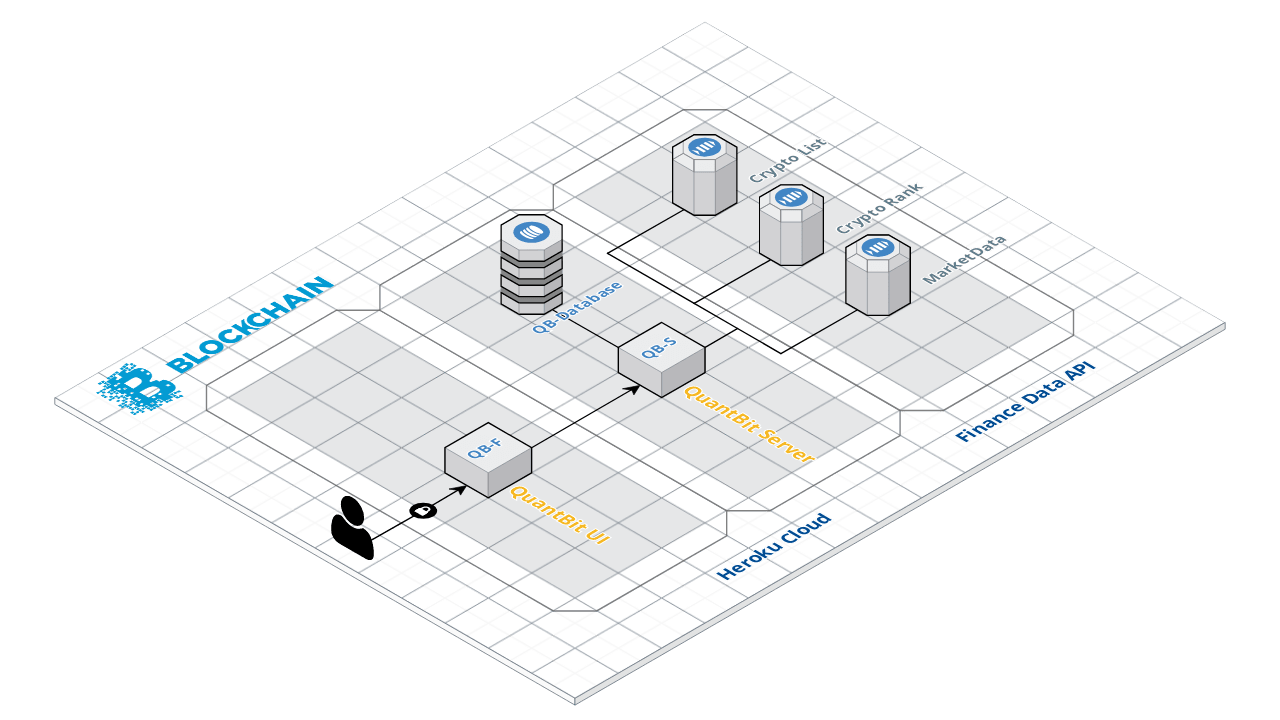 Crypto List
Crypto Rank
MarketData
BLOCKCHAIN
QB-Database
QB-S
QuantBit Server
Finance Data API
QB-F
QuantBit UI
Heroku Cloud